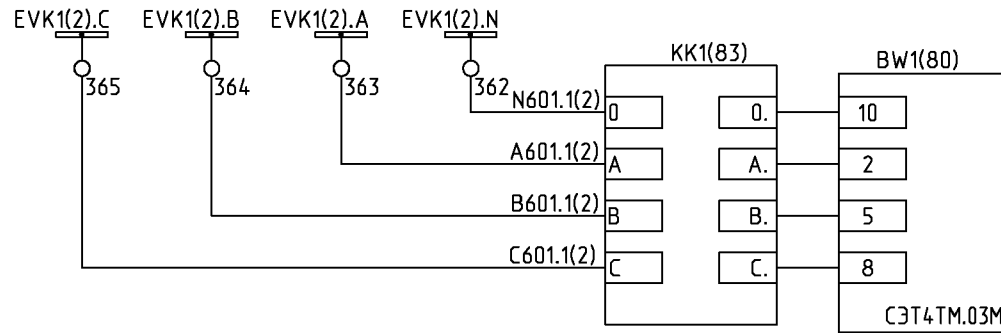 EVK1(2).C EVK1(2).B EVK1(2).A EVK1(2).N
KK1(83)
BW1(80)
365 364 363 362
N601.1(2) 0 0. 10
A601.1(2) A A. 2
B601.1(2) B B. 5
C601.1(2) C C. 8
СЭТ4ТМ.03М